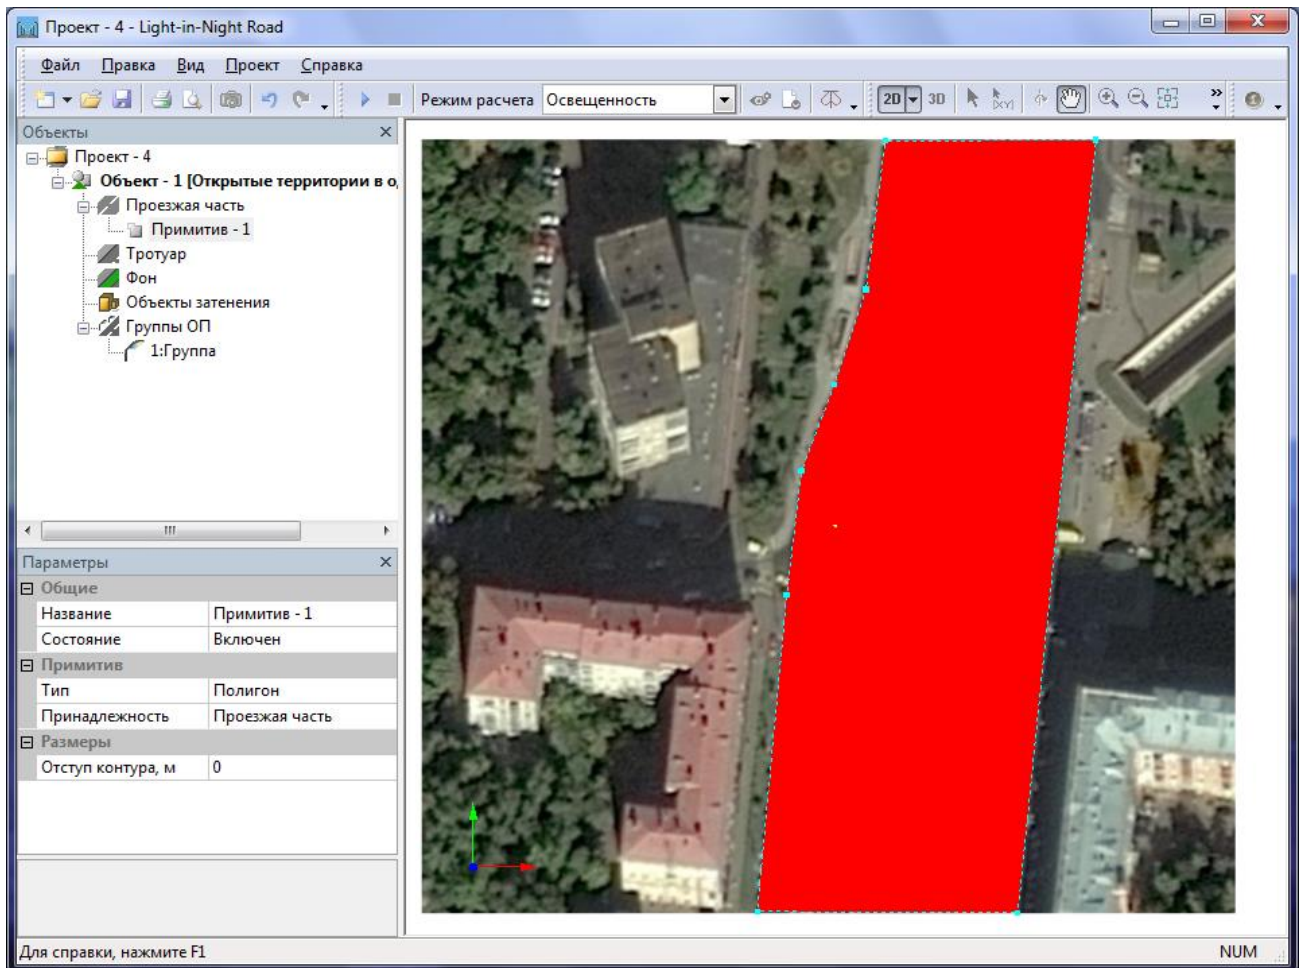 Проект - 4 - Light-in-Night Road
Файл Правка Вид Проект Справка
Режим расчета Освещенность 2D 3D
Объекты
Проект - 4
Объект - 1 [Открытые территории в о
Проезжая часть
Примитив - 1
Тротуар
Фон
Объекты затенения
Группы ОП
1:Группа
Параметры
Общие
Название Примитив - 1
Состояние Включен
Примитив
Тип Полигон
Принадлежность Проезжая часть
Размеры
Отступ контура, м 0
Для справки, нажмите F1
NUM